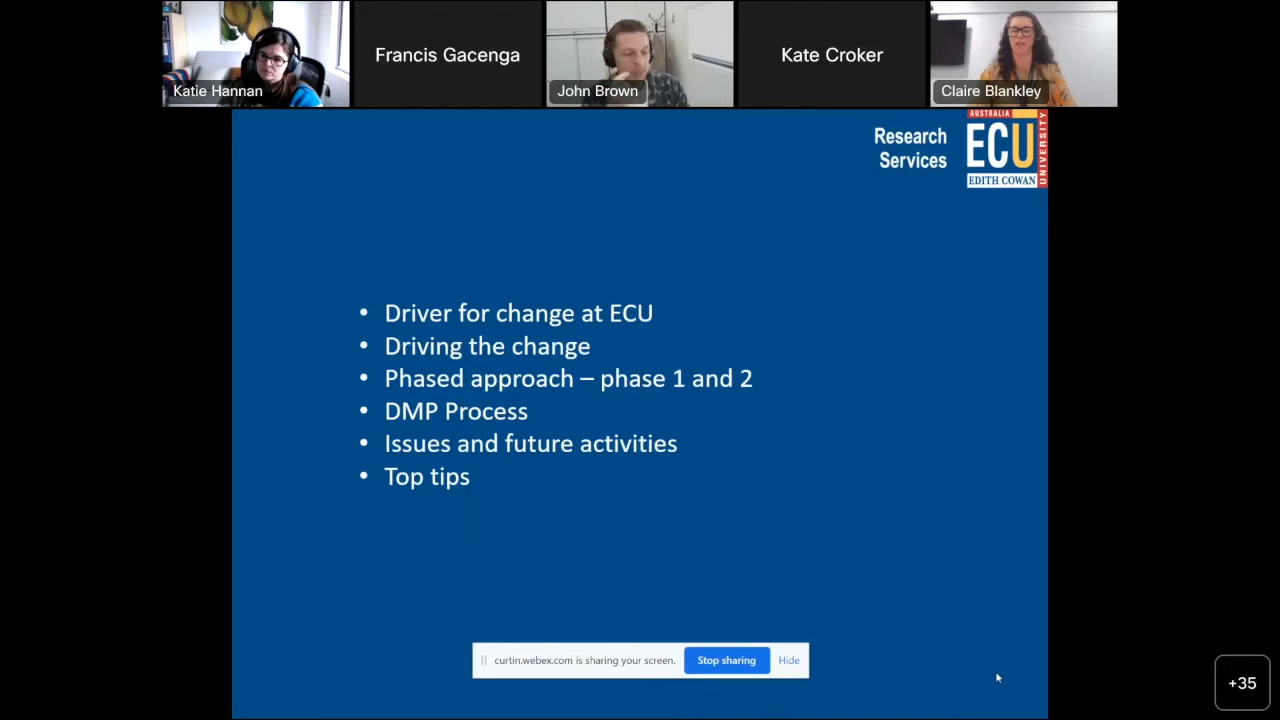 Katie Hannan
Francis Gacenga
John Brown
Kate Croker
Claire Blankley
Research
Services
AUSTRALIA
ECU
EDITH COWAN
UNIVERSITY
• Driver for change at ECU
• Driving the change
• Phased approach – phase 1 and 2
• DMP Process
• Issues and future activities
• Top tips
curtin.webex.com is sharing your screen.
Stop sharing
Hide
+35